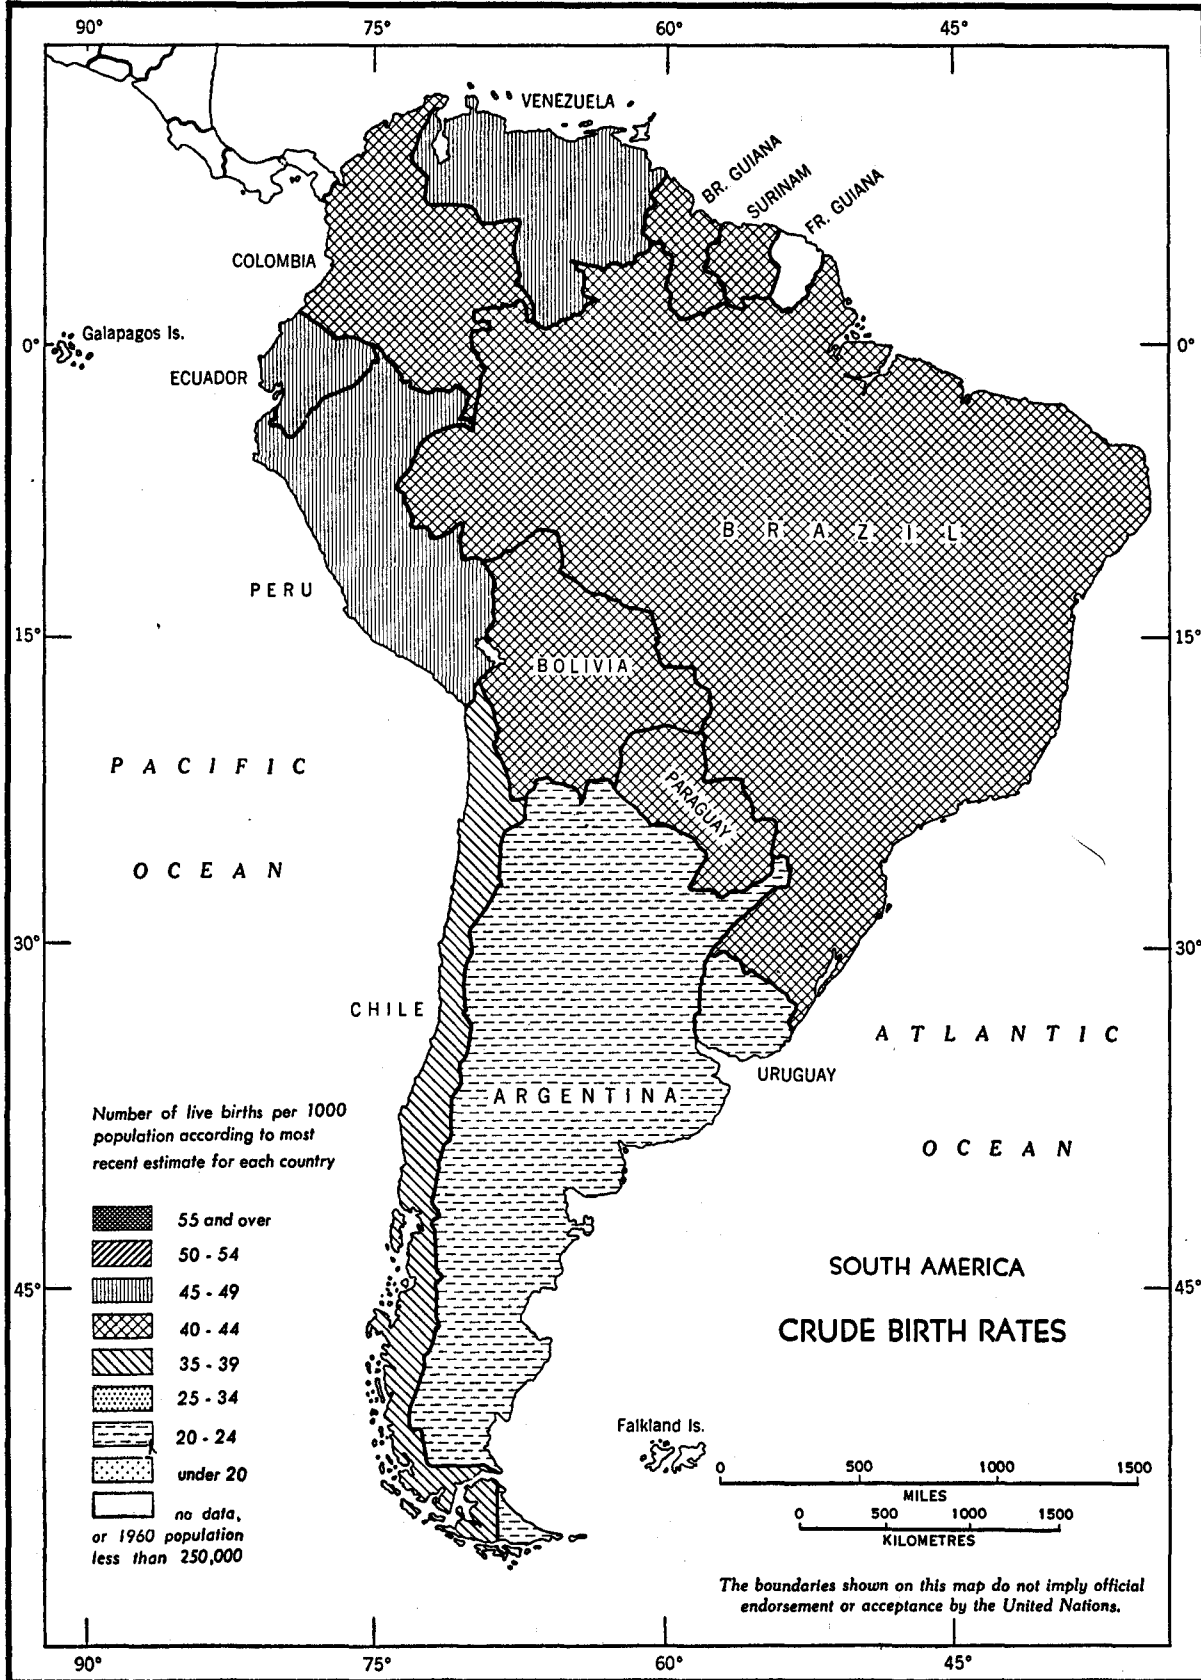 90°
75°
60°
45°
VENEZUELA
BR. GUIANA
SURINAM
FR. GUIANA
COLOMBIA
Galapagos Is.
0°
0°
ECUADOR
BRAZIL
PERU
15°
15°
BOLIVIA
PACIFIC
OCEAN
PARAGUAY
30°
30°
CHILE
ATLANTIC
OCEAN
URUGUAY
ARGENTINA
Number of live births per 1000
population according to most
recent estimate for each country
55 and over
50 - 54
45 - 49
40 - 44
35 - 39
25 - 34
20 - 24
under 20
no data,
or 1960 population
less than 250,000
45°
45°
SOUTH AMERICA
CRUDE BIRTH RATES
Falkland Is.
0 500 1000 1500
MILES
0 500 1000 1500
KILOMETRES
The boundaries shown on this map do not imply official
endorsement or acceptance by the United Nations.
90°
75°
60°
45°